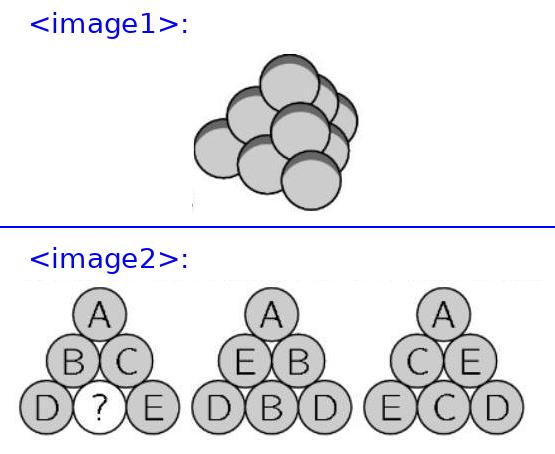 <image1>:
<image2>:
A A A
B C E B C E
D ? E D B D E C D